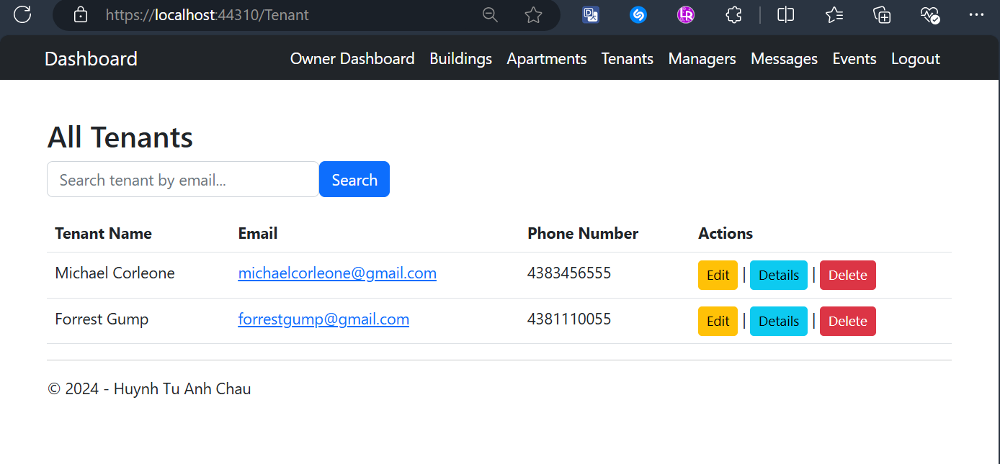 https://localhost:44310/Tenant
Dashboard Owner Dashboard Buildings Apartments Tenants Managers Messages Events Logout
All Tenants
Search tenant by email... Search
Tenant Name Email Phone Number Actions
Michael Corleone michaelcorleone@gmail.com 4383456555 Edit | Details | Delete
Forrest Gump forrestgump@gmail.com 4381110055 Edit | Details | Delete
© 2024 - Huynh Tu Anh Chau